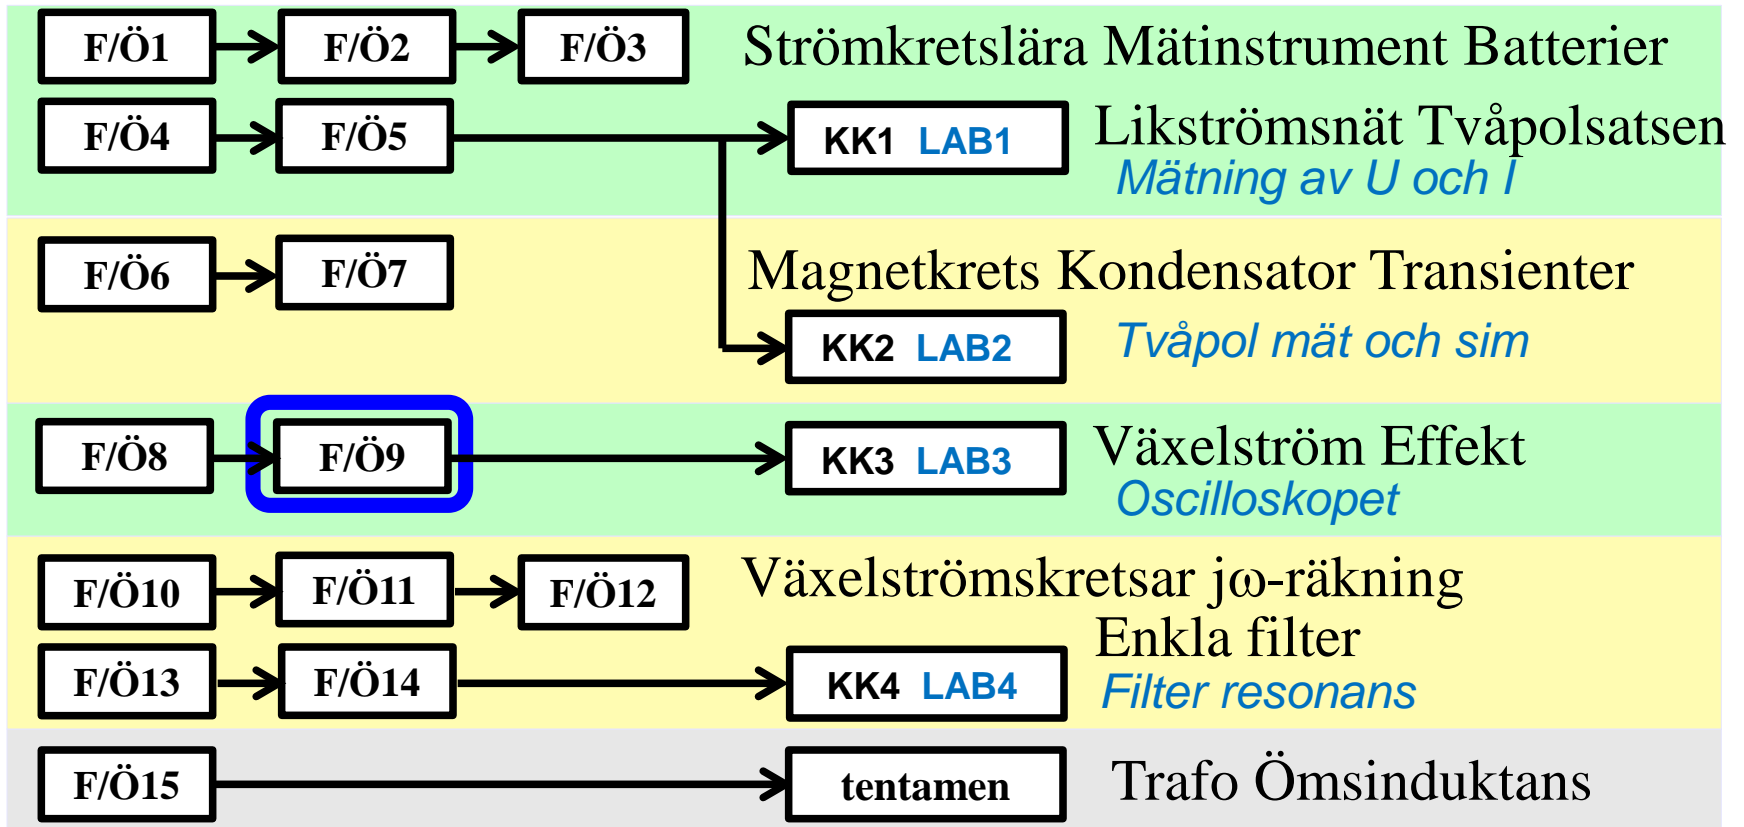 F/Ö1 F/Ö2 F/Ö3 Strömkretslära Mätinstrument Batterier
F/Ö4 F/Ö5 KK1 LAB1 Likströmsnät Tvåpolsatsen
Mätning av U och I
F/Ö6 F/Ö7 Magnetkrets Kondensator Transienter
KK2 LAB2 Tvåpol mät och sim
F/Ö8 F/Ö9 KK3 LAB3 Växelström Effekt
Oscilloskopet
F/Ö10 F/Ö11 F/Ö12 Växelströmskretsar jω-räkning
Enkla filter
F/Ö13 F/Ö14 KK4 LAB4 Filter resonans
F/Ö15 tentamen Trafo Ömsinduktans